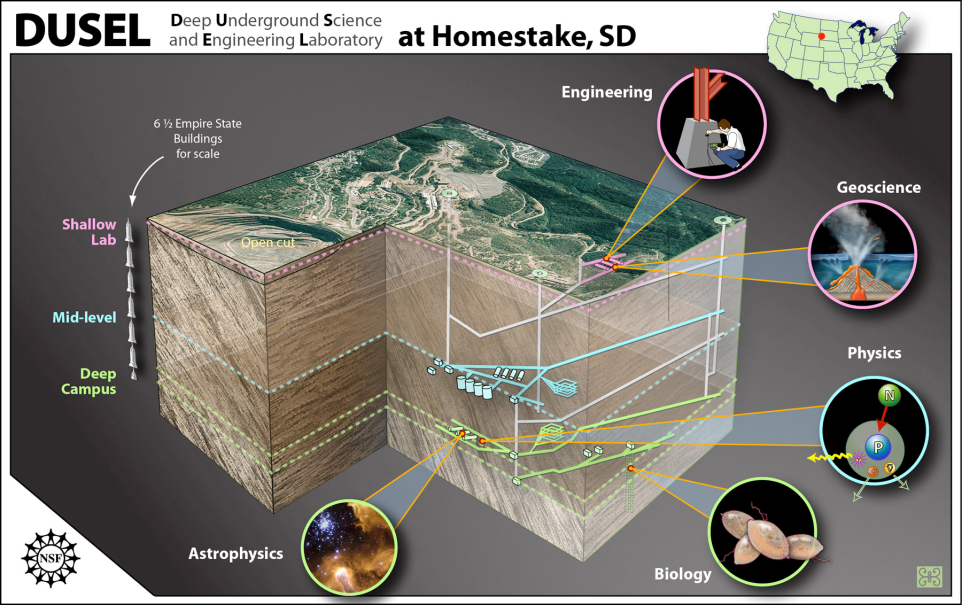 DUSEL
Deep Underground Science
and Engineering Laboratory
at Homestake, SD
Engineering
6 ½ Empire State
Buildings
for scale
Geoscience
Shallow
Lab
Open cut
Mid-level
Physics
Deep
Campus
N
P
Astrophysics
NSF
Biology